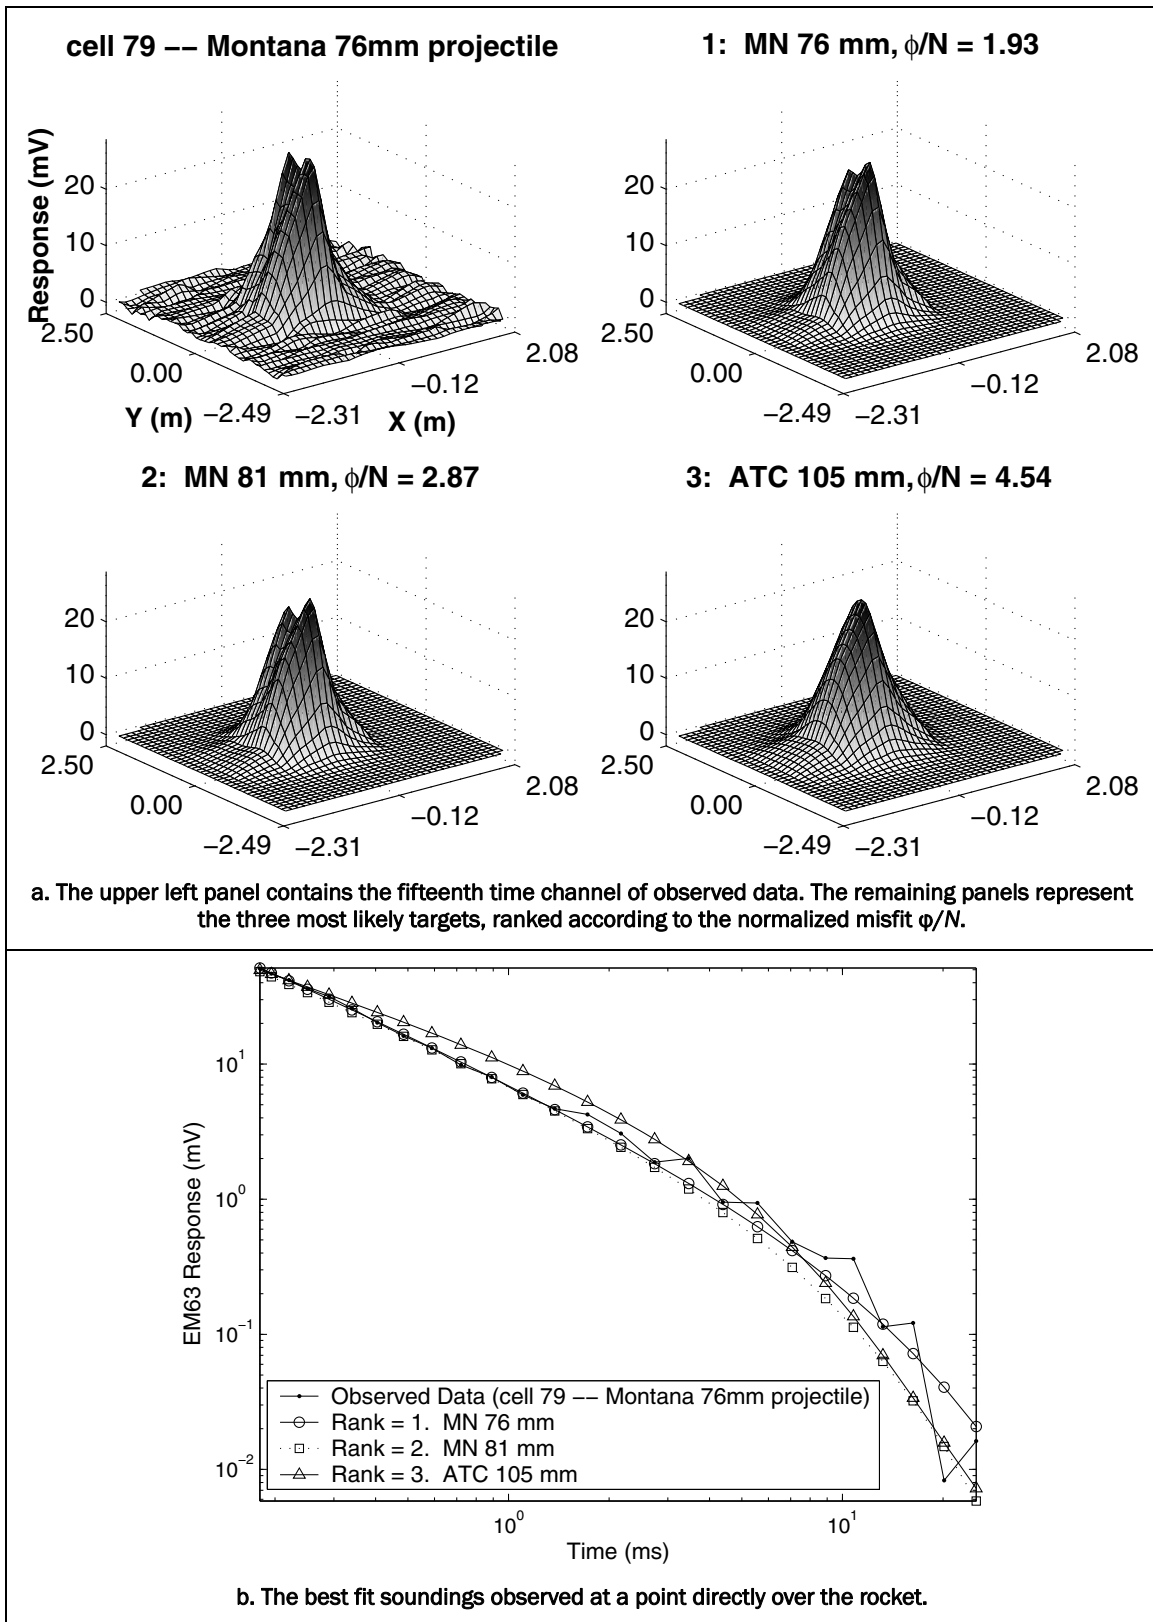 cell 79 −− Montana 76mm projectile
1: MN 76 mm, ϕ/N = 1.93
Response (mV)
20
10
0
2.50
0.00
−2.49
Y (m)
−2.31
−0.12
2.08
X (m)
20
10
0
2.50
0.00
−2.49
−2.31
−0.12
2.08
2: MN 81 mm, ϕ/N = 2.87
3: ATC 105 mm, ϕ/N = 4.54
20
10
0
2.50
0.00
−2.49
−2.31
−0.12
2.08
20
10
0
2.50
0.00
−2.49
−2.31
−0.12
2.08
a. The upper left panel contains the fifteenth time channel of observed data. The remaining panels represent
the three most likely targets, ranked according to the normalized misfit φ/N.
EM63 Response (mV)
10¹
10⁰
10⁻¹
10⁻²
Observed Data (cell 79 −− Montana 76mm projectile)
Rank = 1. MN 76 mm
Rank = 2. MN 81 mm
Rank = 3. ATC 105 mm
10⁰
10¹
Time (ms)
b. The best fit soundings observed at a point directly over the rocket.